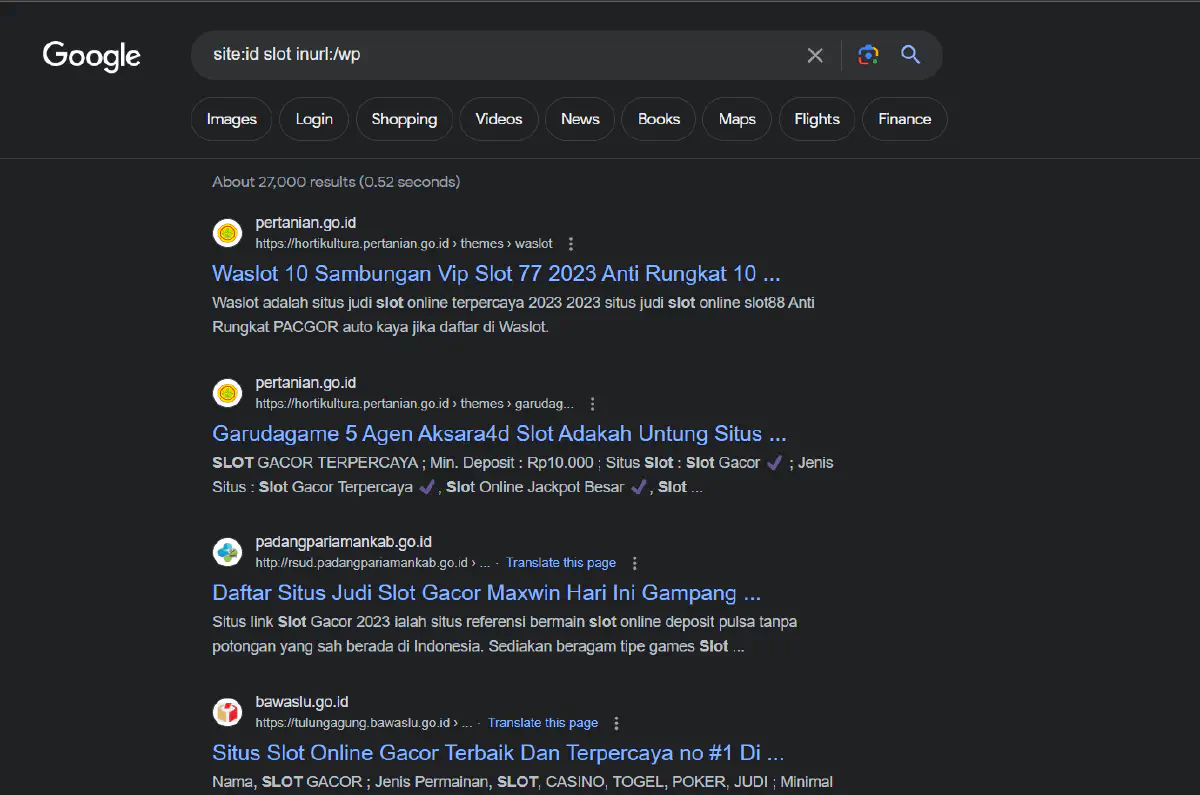 Google
site:id slot inurl:/wp
Images Login Shopping Videos News Books Maps Flights Finance
About 27,000 results (0.52 seconds)
pertanian.go.id
https://hortikultura.pertanian.go.id › themes › waslot
Waslot 10 Sambungan Vip Slot 77 2023 Anti Rungkat 10 ...
Waslot adalah situs judi slot online terpercaya 2023 2023 situs judi slot online slot88 Anti
Rungkat PACGOR auto kaya jika daftar di Waslot.
pertanian.go.id
https://hortikultura.pertanian.go.id › themes › garudag...
Garudagame 5 Agen Aksara4d Slot Adakah Untung Situs ...
SLOT GACOR TERPERCAYA ; Min. Deposit : Rp10.000 ; Situs Slot : Slot Gacor ✔ ; Jenis
Situs : Slot Gacor Terpercaya ✔, Slot Online Jackpot Besar ✔, Slot ...
padangpariamankab.go.id
http://rsud.padangpariamankab.go.id › ... · Translate this page
Daftar Situs Judi Slot Gacor Maxwin Hari Ini Gampang ...
Situs link Slot Gacor 2023 ialah situs referensi bermain slot online deposit pulsa tanpa
potongan yang sah berada di Indonesia. Sediakan beragam tipe games Slot ...
bawaslu.go.id
https://tulungagung.bawaslu.go.id › ... · Translate this page
Situs Slot Online Gacor Terbaik Dan Terpercaya no #1 Di ...
Nama, SLOT GACOR ; Jenis Permainan, SLOT, CASINO, TOGEL, POKER, JUDI ; Minimal